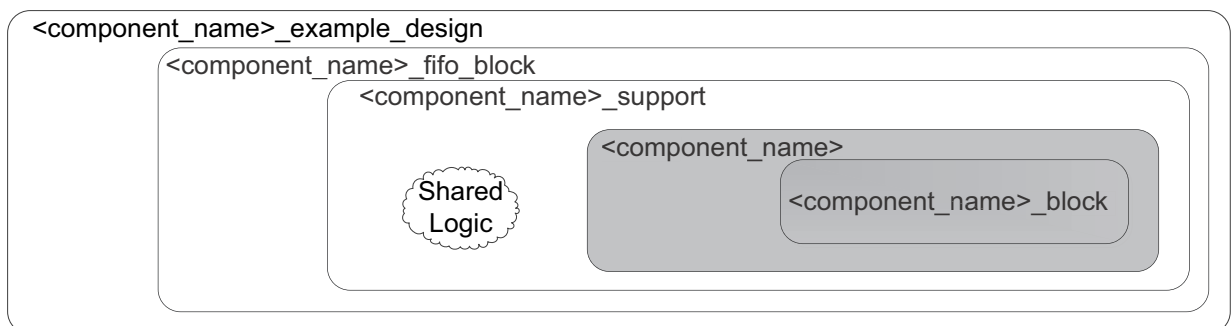 <component_name>_example_design
<component_name>_fifo_block
<component_name>_support
<component_name>
Shared
Logic
<component_name>_block